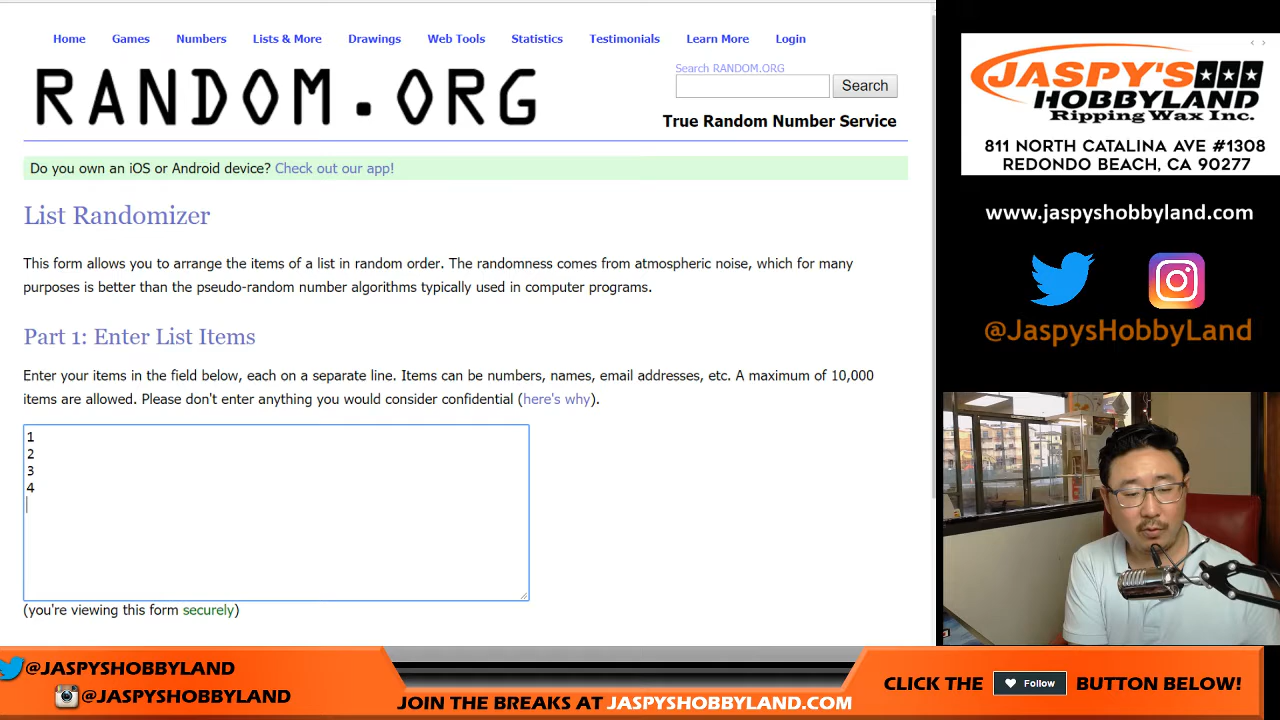 Home Games Numbers Lists & More Drawings Web Tools Statistics Testimonials Learn More Login
RANDOM.ORG
Search RANDOM.ORG
Search
True Random Number Service
Do you own an iOS or Android device? Check out our app!
List Randomizer
This form allows you to arrange the items of a list in random order. The randomness comes from atmospheric noise, which for many
purposes is better than the pseudo-random number algorithms typically used in computer programs.
Part 1: Enter List Items
Enter your items in the field below, each on a separate line. Items can be numbers, names, email addresses, etc. A maximum of 10,000
items are allowed. Please don't enter anything you would consider confidential (here's why).
1
2
3
4
(you're viewing this form securely)
JASPY'S
HOBBYLAND
Ripping Wax Inc.
811 NORTH CATALINA AVE #1308
REDONDO BEACH, CA 90277
www.jaspyshobbyland.com
@JaspysHobbyLand
@JASPYSHOBBYLAND
@JASPYSHOBBYLAND
JOIN THE BREAKS AT JASPYSHOBBYLAND.COM
CLICK THE Follow BUTTON BELOW!